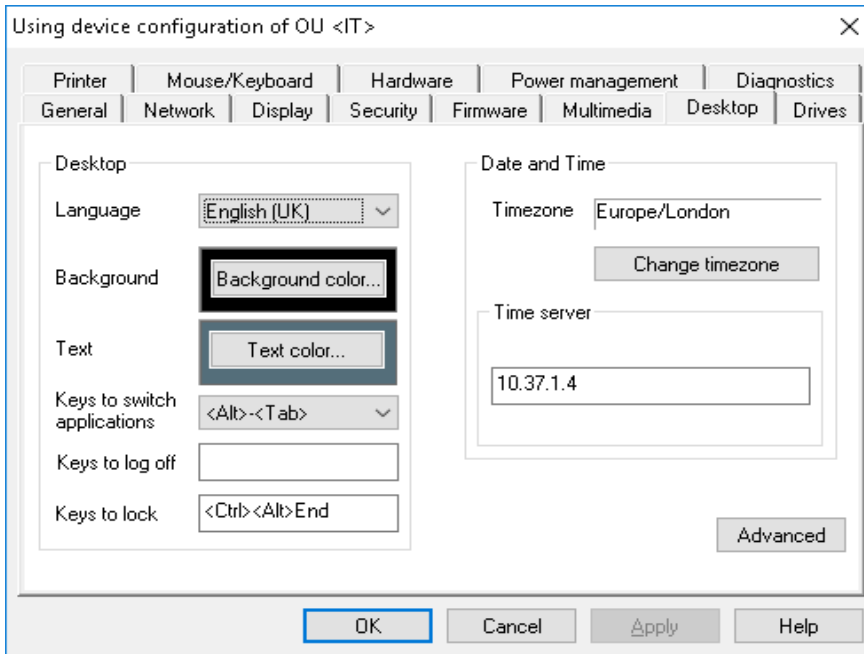 Using device configuration of OU <IT>
Printer Mouse/Keyboard Hardware Power management Diagnostics
General Network Display Security Firmware Multimedia Desktop Drives
Desktop
Language English (UK)
Background Background color...
Text Text color...
Keys to switch
applications <Alt>-<Tab>
Keys to log off
Keys to lock <Ctrl><Alt>End
Date and Time
Timezone Europe/London
Change timezone
Time server
10.37.1.4
Advanced
OK Cancel Apply Help